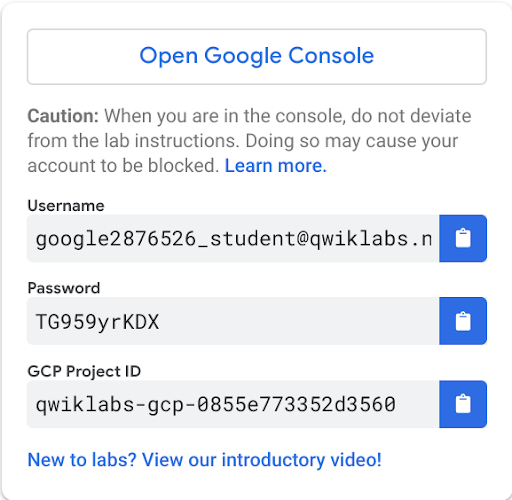 Open Google Console
Caution: When you are in the console, do not deviate
from the lab instructions. Doing so may cause your
account to be blocked. Learn more.
Username
google2876526_student@qwiklabs.n
Password
TG959yrKDX
GCP Project ID
qwiklabs-gcp-0855e773352d3560
New to labs? View our introductory video!